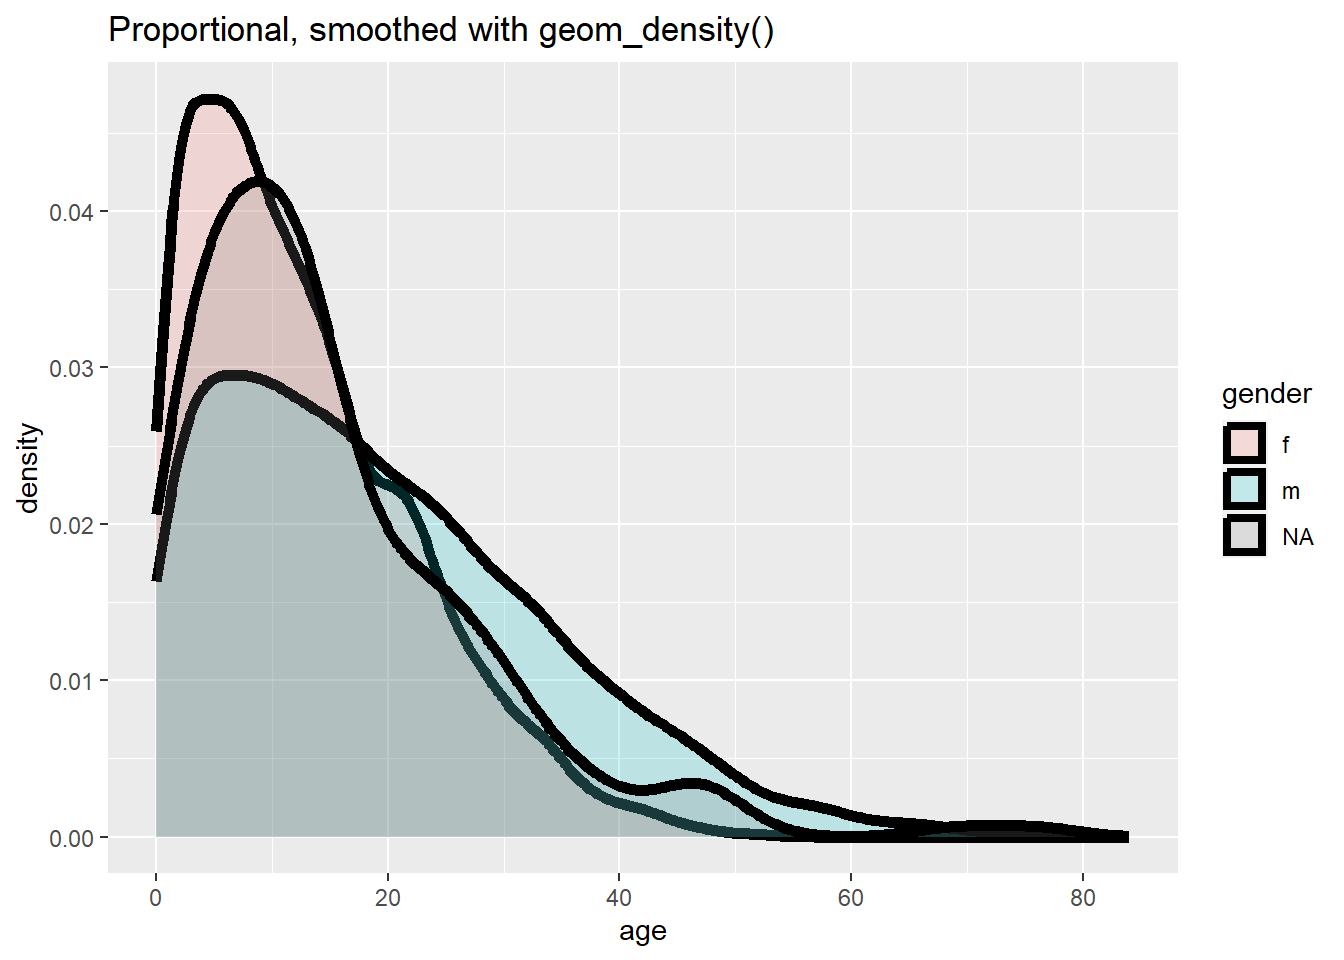 Proportional, smoothed with geom_density()
density
0.04
0.03
0.02
0.01
0.00
0 20 40 60 80
age
gender
f
m
NA